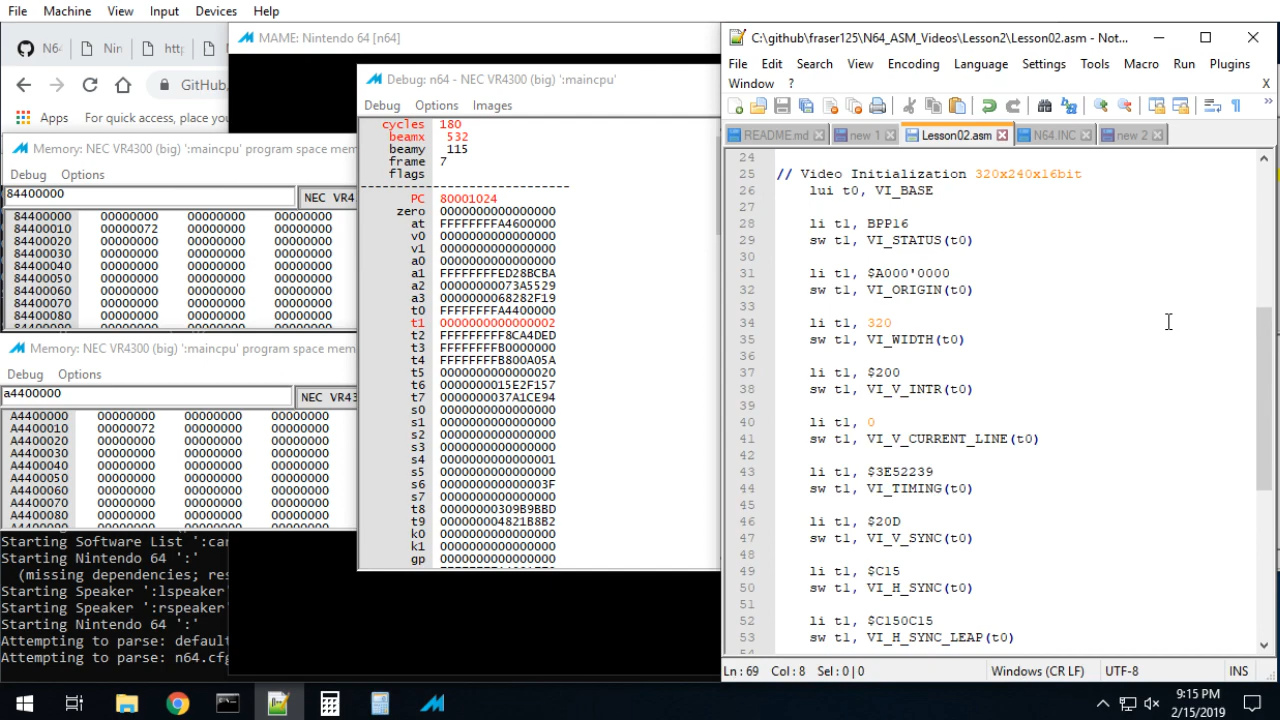 File Machine View Input Devices Help
N6
Nin
http
MAME: Nintendo 64 [n64]
C:\github\fraser125\N64_ASM_Videos\Lesson2\Lesson02.asm - Not...
GitHub,
Apps For quick access, place you
Debug: n64 - NEC VR4300 (big) ':maincpu'
Debug Options Images
File Edit Search View Encoding Language Settings Tools Macro Run Plugins
Window ? X
README.md new 1 Lesson02.asm N64.INC new 2
Memory: NEC VR4300 (big) ':maincpu' program space mem
Debug Options
84400000 NEC VR4
84400000 00000000 00000000 00000000
84400010 00000072 00000000 00000000
84400020 00000000 00000000 00000000
84400030 00000000 00000000 00000000
84400040 00000000 00000000 00000000
84400050 00000000 00000000 00000000
84400060 00000000 00000000 00000000
84400070 00000000 00000000 00000000
84400080 00000000 00000000 00000000
Memory: NEC VR4300 (big) ':maincpu' program space mem
Debug Options
a4400000 NEC VR43
A4400000 00000000 00000000 00000000
A4400010 00000072 00000000 00000000
A4400020 00000000 00000000 00000000
A4400030 00000000 00000000 00000000
A4400040 00000000 00000000 00000000
A4400050 00000000 00000000 00000000
A4400060 00000000 00000000 00000000
A4400070 00000000 00000000 00000000
A4400080 00000000 00000000 00000000
Starting Software List ':car
Starting Nintendo 64 ':'
(missing dependencies; res
Starting Speaker ':lspeaker'
Starting Speaker ':rspeaker'
Starting Nintendo 64 ':'
Attempting to parse: default
Attempting to parse: n64.cfg
cycles 180
beamx 532
beamy 115
frame 7
flags
PC 80001024
zero 0000000000000000
at FFFFFFFFA4600000
v0 0000000000000000
v1 0000000000000000
a0 0000000000000000
a1 FFFFFFFFED28BCBA
a2 00000000073A5529
a3 0000000068282F19
t0 FFFFFFFFA4400000
t1 0000000000000002
t2 FFFFFFFF8CA4DED
t3 FFFFFFFFB0000000
t4 FFFFFFFFB800A05A
t5 0000000000000020
t6 0000000015E2F157
t7 0000000037A1CE94
s0 0000000000000000
s1 0000000000000000
s2 0000000000000000
s3 0000000000000000
s4 0000000000000001
s5 0000000000000000
s6 000000000000003F
s7 0000000000000000
t8 00000000309B9BBD
t9 000000004821B8B2
k0 0000000000000000
k1 0000000000000000
gp 0000000000000000
24
25 // Video Initialization 320x240x16bit
26 lui t0, VI_BASE
27
28 li t1, BPP16
29 sw t1, VI_STATUS(t0)
30
31 li t1, $A000'0000
32 sw t1, VI_ORIGIN(t0)
33
34 li t1, 320
35 sw t1, VI_WIDTH(t0)
36
37 li t1, $200
38 sw t1, VI_V_INTR(t0)
39
40 li t1, 0
41 sw t1, VI_V_CURRENT_LINE(t0)
42
43 li t1, $3E52239
44 sw t1, VI_TIMING(t0)
45
46 li t1, $20D
47 sw t1, VI_V_SYNC(t0)
48
49 li t1, $C15
50 sw t1, VI_H_SYNC(t0)
51
52 li t1, $C150C15
53 sw t1, VI_H_SYNC_LEAP(t0)
Ln:69 Col:8 Sel:0|0 Windows (CR LF) UTF-8 INS
9:15 PM
2/15/2019